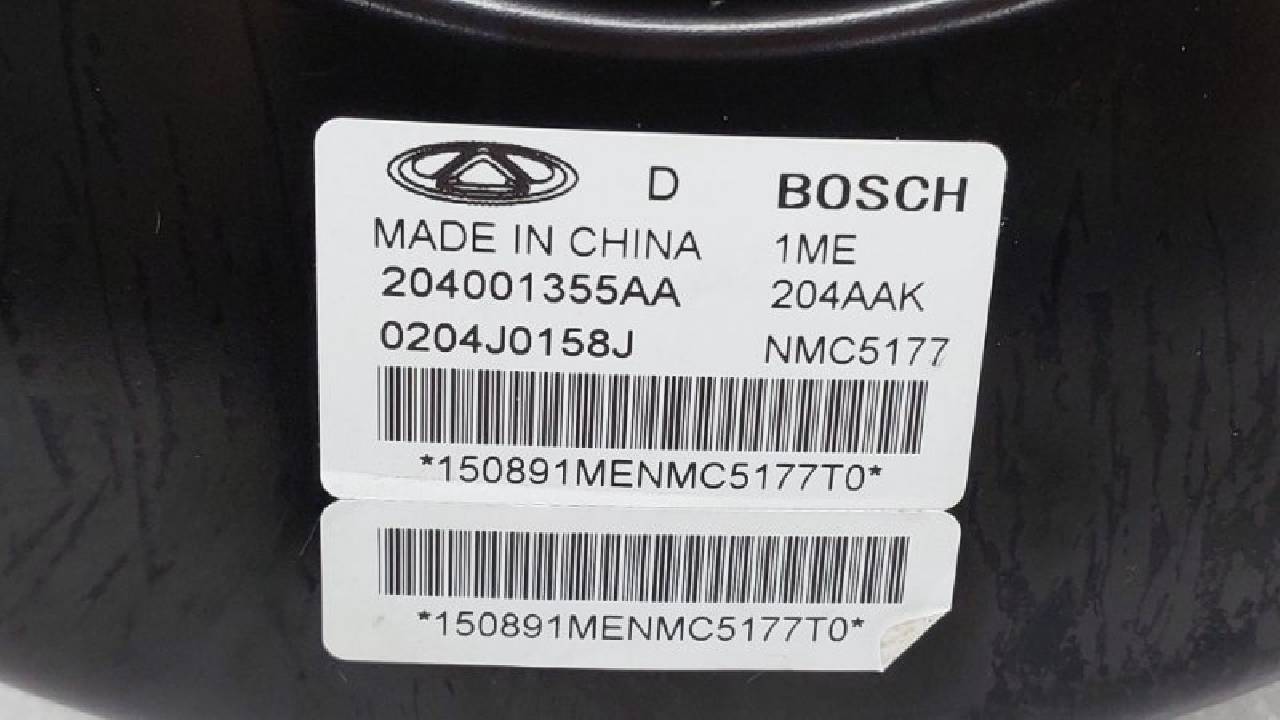 D BOSCH
MADE IN CHINA 1ME
204001355AA 204AAK
0204J0158J NMC5177
*150891MENMC5177T0*
*150891MENMC5177T0*